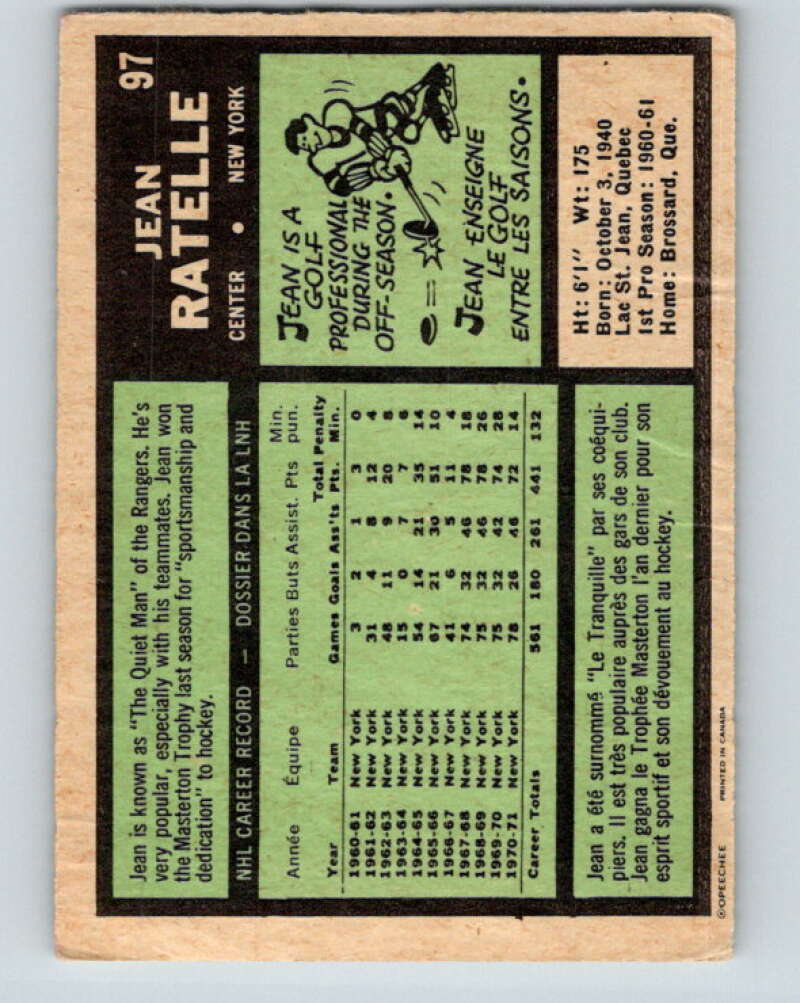 97
JEAN
RATELLE
CENTER • NEW YORK
Jean is known as "The Quiet Man" of the Rangers. He's
very popular, especially with his teammates. Jean won
the Masterton Trophy last season for "sportsmanship and
dedication" to hockey.
NHL CAREER RECORD — DOSSIER DANS LA LNH
Année Équipe Parties Buts Assist. Pts Min. pun.
Year Team Games Goals Ass'ts Total Pts. Penalty Min.
1960-61 New York 3 2 1 3 0
1961-62 New York 31 4 8 12 4
1962-63 New York 48 11 9 20 8
1963-64 New York 15 0 7 7 6
1964-65 New York 54 14 21 35 14
1965-66 New York 67 21 30 51 10
1966-67 New York 41 6 5 11 4
1967-68 New York 74 32 46 78 18
1968-69 New York 75 32 46 78 26
1969-70 New York 75 32 42 74 28
1970-71 New York 78 26 46 72 14
Career Totals 561 180 261 441 132
JEAN IS A
GOLF
PROFESSIONAL
DURING THE
OFF-SEASON.
JEAN ENSEIGNE
LE GOLF
ENTRE LES SAISONS.
Ht: 6'1" Wt: 175
Born: October 3, 1940
Lac St. Jean, Quebec
1st Pro Season: 1960-61
Home: Brossard, Que.
Jean a été surnommé "Le Tranquille" par ses coéqui-
piers. Il est très populaire auprès des gars de son club.
Jean gagna le Trophée Masterton l'an dernier pour son
esprit sportif et son dévouement au hockey.
©OPEECHEE PRINTED IN CANADA